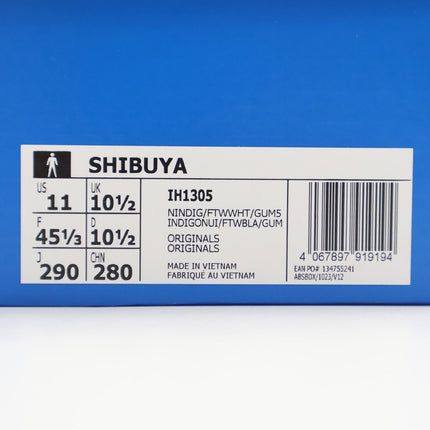 SHIBUYA
US 11 UK 10½
F 45⅓ D 10½
J 290 CHN 280
IH1305
NINDIG/FTWWHT/GUM5
INDIGONUI/FTWBLA/GUM
ORIGINALS
ORIGINALS
MADE IN VIETNAM
FABRIQUÉ AU VIETNAM
4 067897 919194
EAN PO# 134755241
ABSBOX/1023/V12